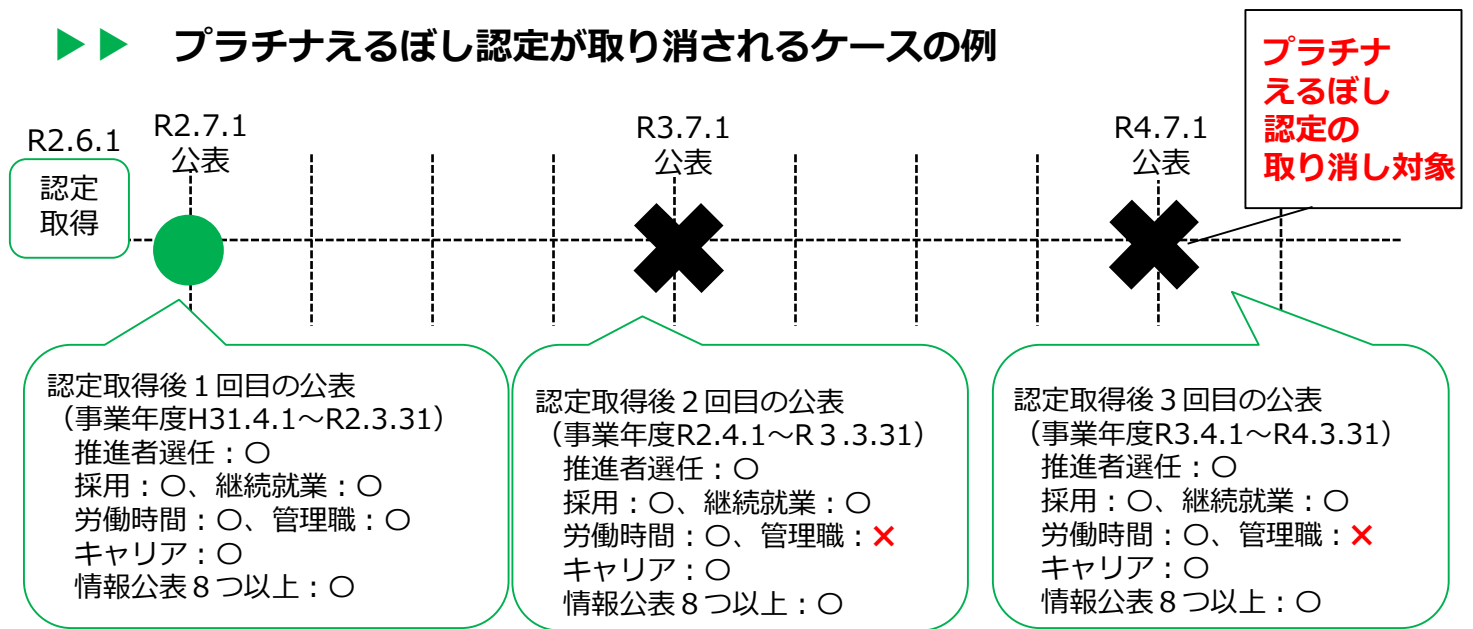 ▶▶ プラチナえるぼし認定が取り消されるケースの例
プラチナ
えるぼし
認定の
取り消し対象
R2.6.1
認定
取得
R2.7.1
公表
R3.7.1
公表
R4.7.1
公表
認定取得後1回目の公表
（事業年度H31.4.1～R2.3.31）
推進者選任：〇
採用：〇、継続就業：〇
労働時間：〇、管理職：〇
キャリア：〇
情報公表８つ以上：〇
認定取得後２回目の公表
（事業年度R2.4.1～R３.3.31）
推進者選任：〇
採用：〇、継続就業：〇
労働時間：〇、管理職：×
キャリア：〇
情報公表８つ以上：〇
認定取得後３回目の公表
（事業年度R3.4.1～R4.3.31）
推進者選任：〇
採用：〇、継続就業：〇
労働時間：〇、管理職：×
キャリア：〇
情報公表８つ以上：〇